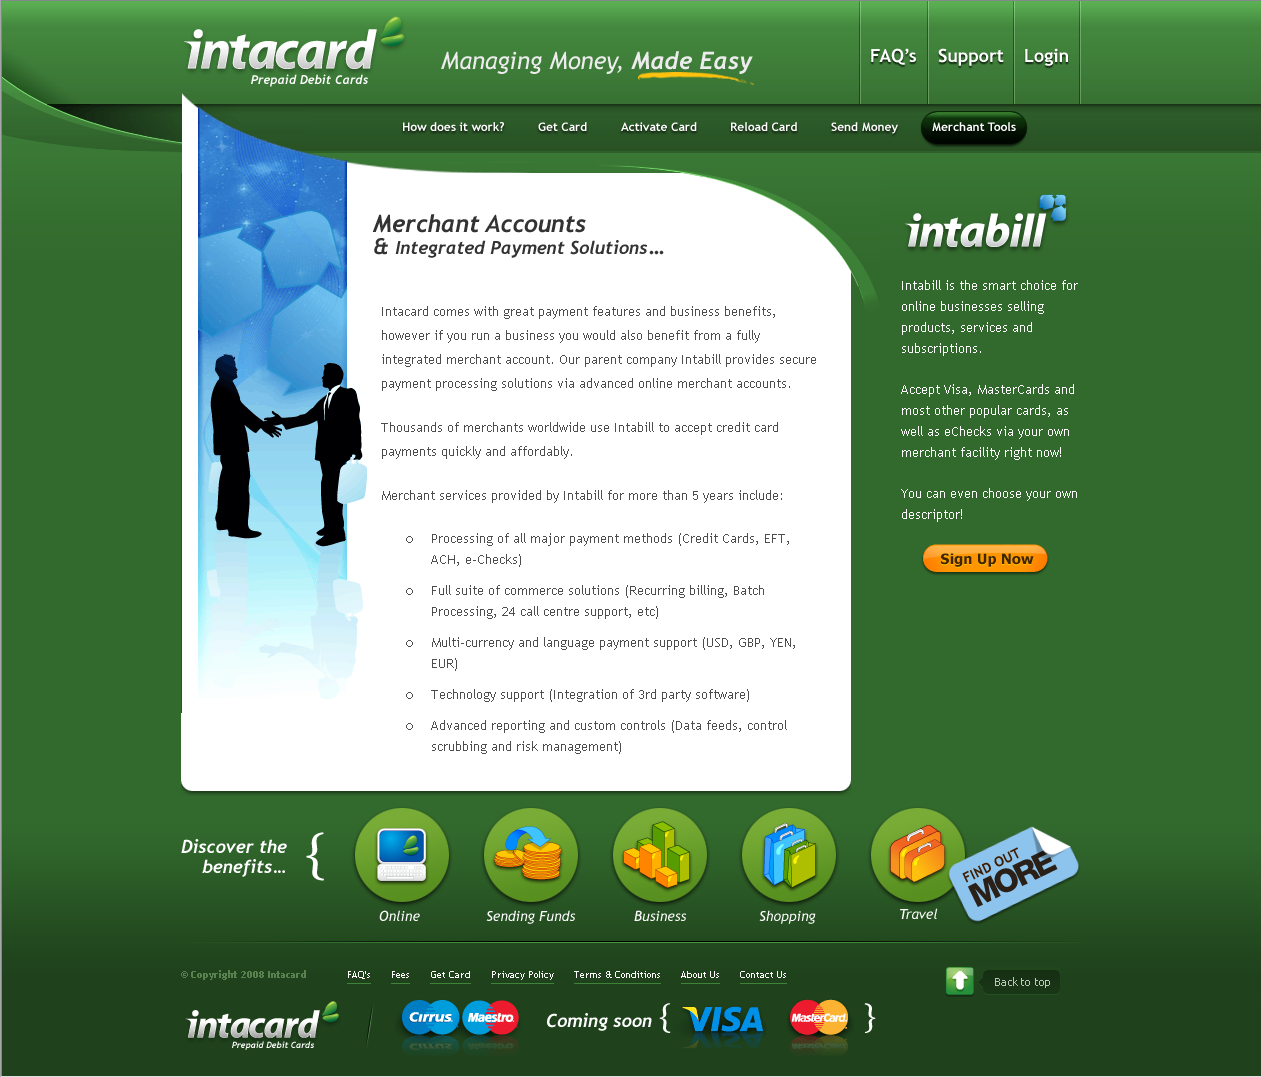 intacard
Prepaid Debit Cards
Managing Money, Made Easy
FAQ's
Support
Login
How does it work?
Get Card
Activate Card
Reload Card
Send Money
Merchant Tools
Merchant Accounts
& Integrated Payment Solutions...
Intacard comes with great payment features and business benefits,
however if you run a business you would also benefit from a fully
integrated merchant account. Our parent company Intabill provides secure
payment processing solutions via advanced online merchant accounts.
Thousands of merchants worldwide use Intabill to accept credit card
payments quickly and affordably.
Merchant services provided by Intabill for more than 5 years include:
Processing of all major payment methods (Credit Cards, EFT,
ACH, e-Checks)
Full suite of commerce solutions (Recurring billing, Batch
Processing, 24 call centre support, etc)
Multi-currency and language payment support (USD, GBP, YEN,
EUR)
Technology support (Integration of 3rd party software)
Advanced reporting and custom controls (Data feeds, control
scrubbing and risk management)
intabill
Intabill is the smart choice for
online businesses selling
products, services and
subscriptions.
Accept Visa, MasterCards and
most other popular cards, as
well as eChecks via your own
merchant facility right now!
You can even choose your own
descriptor!
Sign Up Now
Discover the
benefits...
Online
Sending Funds
Business
Shopping
Travel
FIND OUT
MORE
© Copyright 2008 Intacard
FAQ's
Fees
Get Card
Privacy Policy
Terms & Conditions
About Us
Contact Us
Back to top
intacard
Prepaid Debit Cards
Cirrus
Maestro
Coming soon
VISA
MasterCard